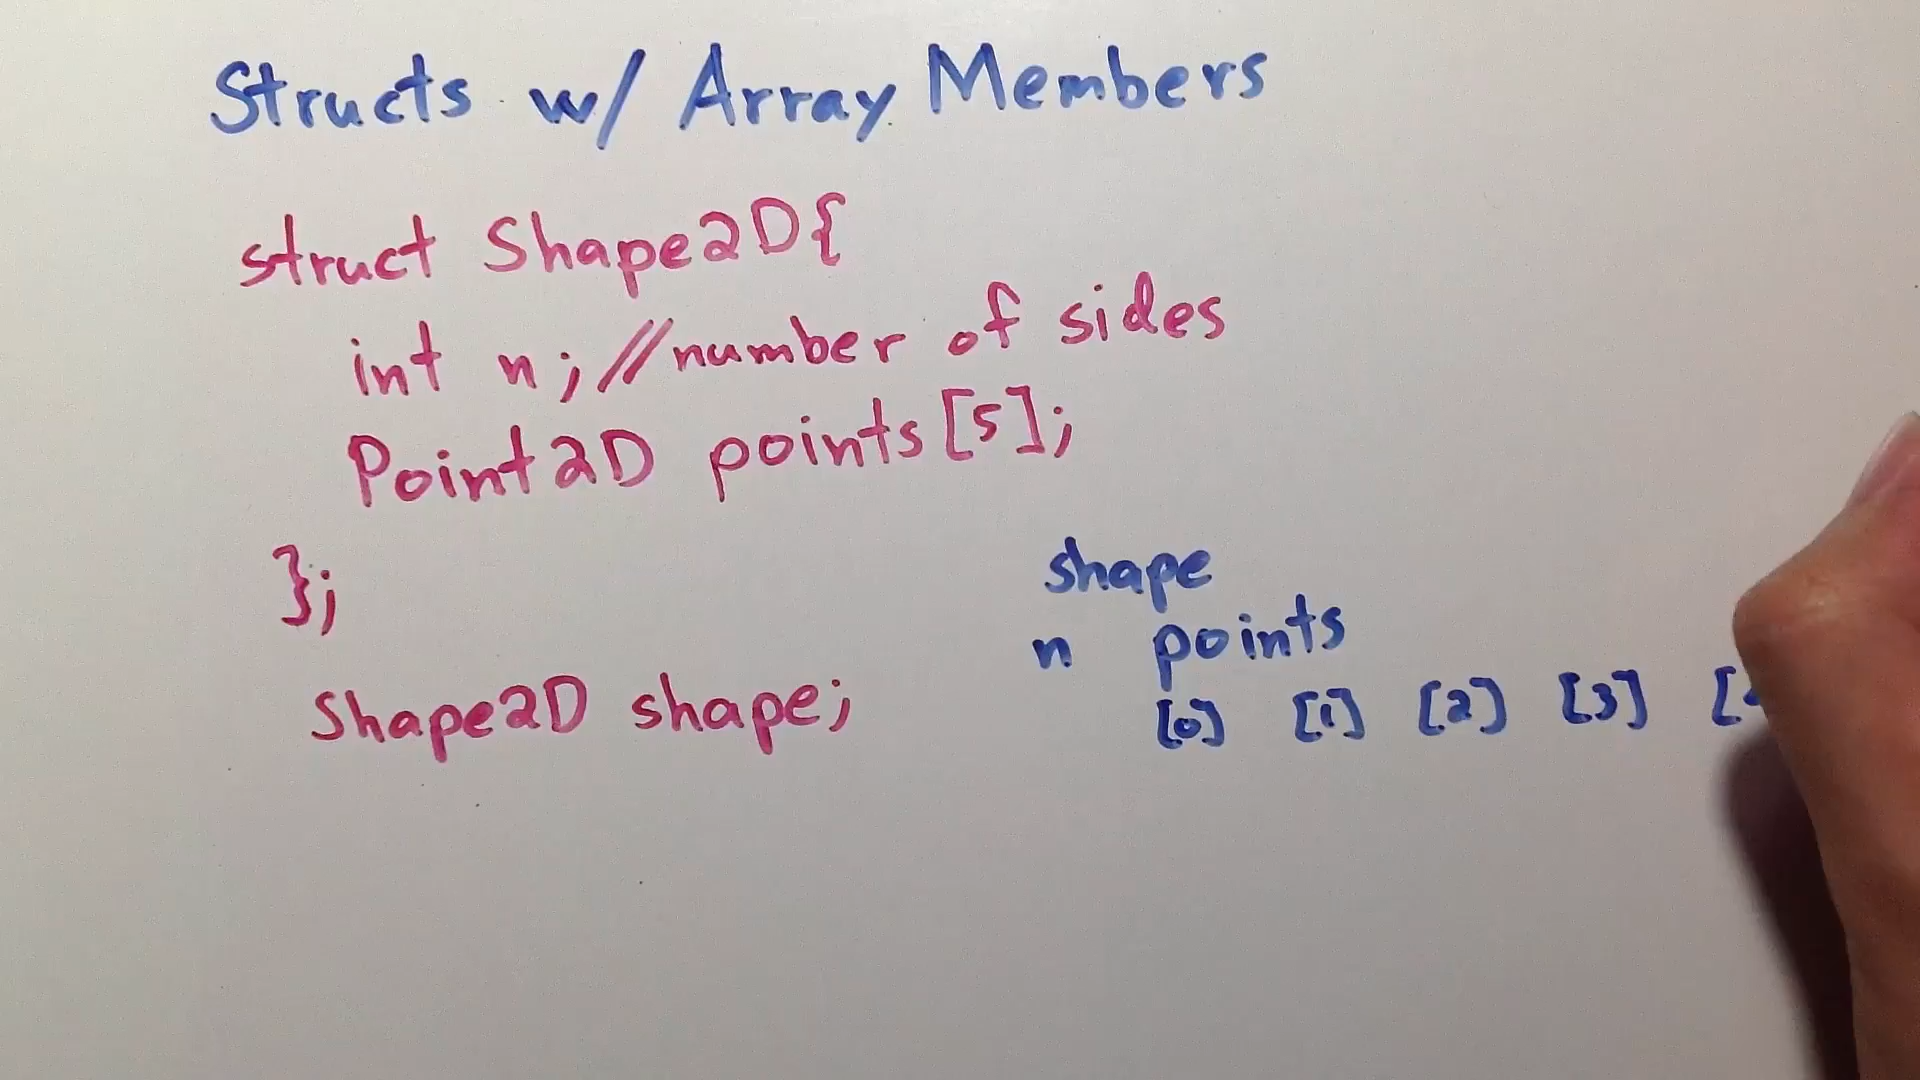 Structs w/ Array Members
struct Shape2D{
int n; //number of sides
Point2D points[5];
};
Shape2D shape;
shape
n points
[0] [1] [2] [3] [